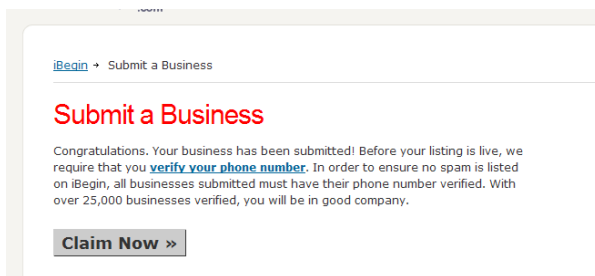 .com
iBegin → Submit a Business
Submit a Business
Congratulations. Your business has been submitted! Before your listing is live, we
require that you verify your phone number. In order to ensure no spam is listed
on iBegin, all businesses submitted must have their phone number verified. With
over 25,000 businesses verified, you will be in good company.
Claim Now »